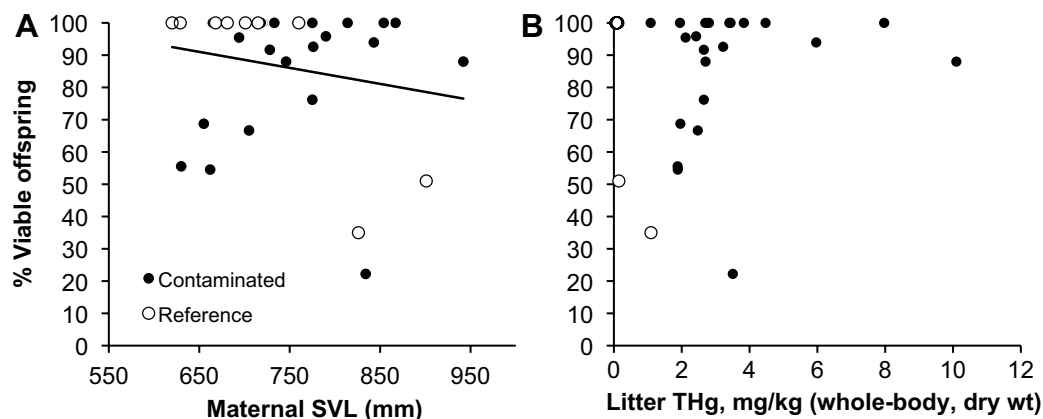 A
% Viable offspring
100
90
80
70
60
50
40
30
20
10
0
Contaminated
Reference
550 650 750 850 950
Maternal SVL (mm)
B
100
90
80
70
60
50
40
30
20
10
0
0 2 4 6 8 10 12
Litter THg, mg/kg (whole-body, dry wt)